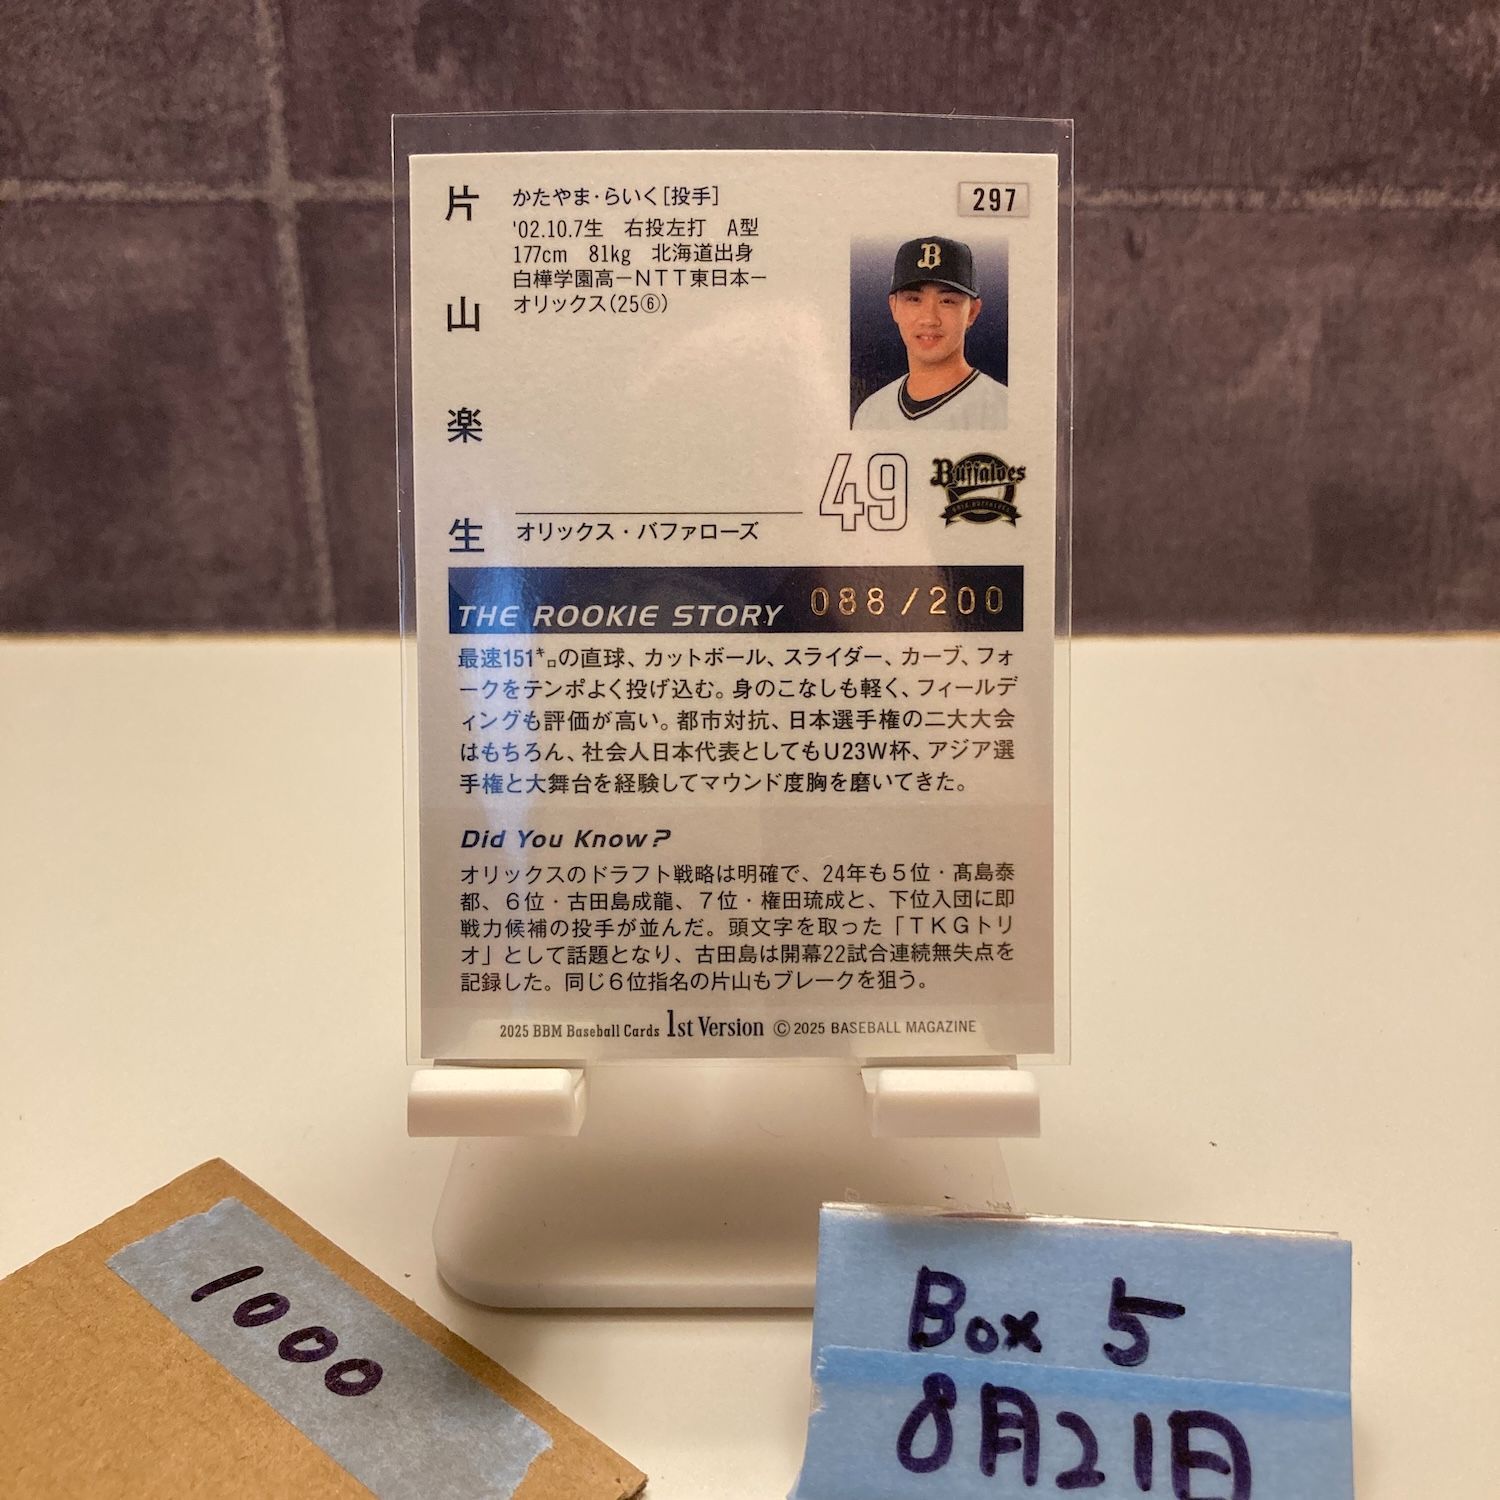 片山楽生
かたやま・らいく[投手]
'02.10.7生 右投左打 A型
177cm 81kg 北海道出身
白樺学園高－NTT東日本－
オリックス(25⑥)
297
B
49
Buffaloes
オリックス・バファローズ
THE ROOKIE STORY
088/200
最速151㌔の直球、カットボール、スライダー、カーブ、フォ
ークをテンポよく投げ込む。身のこなしも軽く、フィールデ
ィングも評価が高い。都市対抗、日本選手権の二大大会
はもちろん、社会人日本代表としてもU23W杯、アジア選
手権と大舞台を経験してマウンド度胸を磨いてきた。
Did You Know?
オリックスのドラフト戦略は明確で、24年も５位・髙島泰
都、６位・古田島成龍、７位・権田琉成と、下位入団に即
戦力候補の投手が並んだ。頭文字を取った「ＴＫＧトリ
オ」として話題となり、古田島は開幕22試合連続無失点を
記録した。同じ６位指名の片山もブレークを狙う。
2025 BBM Baseball Cards 1st Version © 2025 BASEBALL MAGAZINE
1000
Box 5
8月21日